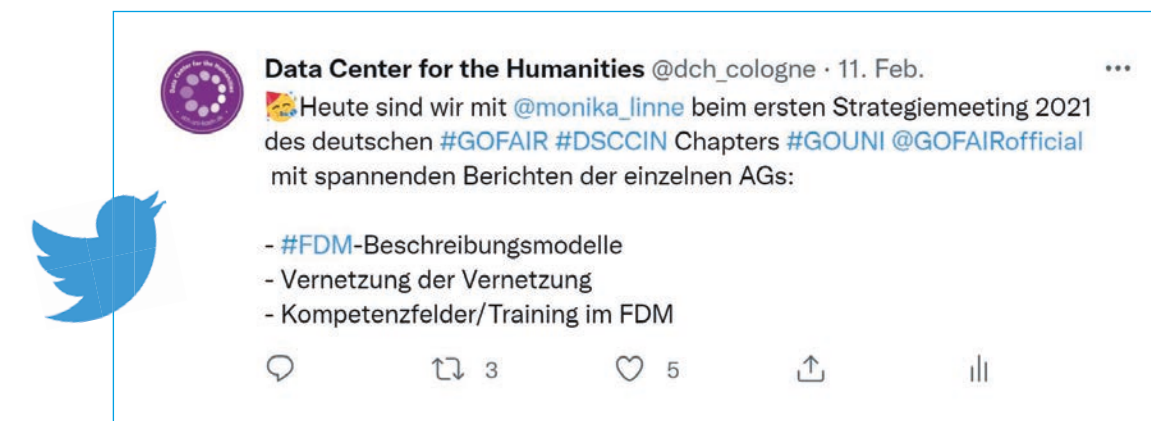 Data Center for the Humanities @dch_cologne · 11. Feb.
🥳Heute sind wir mit @monika_linne beim ersten Strategiemeeting 2021
des deutschen #GOFAIR #DSCCIN Chapters #GOUNI @GOFAIRofficial
mit spannenden Berichten der einzelnen AGs:
- #FDM-Beschreibungsmodelle
- Vernetzung der Vernetzung
- Kompetenzfelder/Training im FDM
3 5